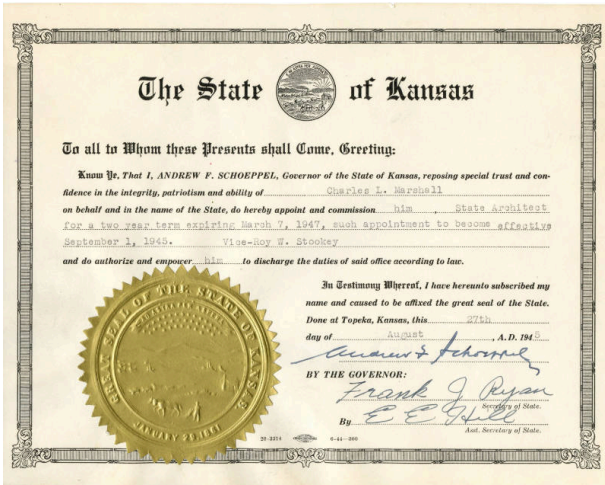 The State of Kansas
To all to Whom these Presents shall Come, Greeting:
Know Ye, That I, ANDREW F. SCHOEPPEL, Governor of the State of Kansas, reposing special trust and con-
fidence in the integrity, patriotism and ability of Charles L. Marshall
on behalf and in the name of the State, do hereby appoint and commission him , State Architect
for a two year term expiring March 7, 1947, such appointment to become effective
September 1, 1945. Vice-Roy W. Stookey
and do authorize and empower him to discharge the duties of said office according to law.
In Testimony Whereof, I have hereunto subscribed my
name and caused to be affixed the great seal of the State.
Done at Topeka, Kansas, this 27th
day of August , A.D. 1945
Andrew F Schoeppel
BY THE GOVERNOR:
Frank J Ryan
Secretary of State.
By E E Hill
Asst. Secretary of State.
GREAT SEAL OF THE STATE OF KANSAS
JANUARY 29, 1861